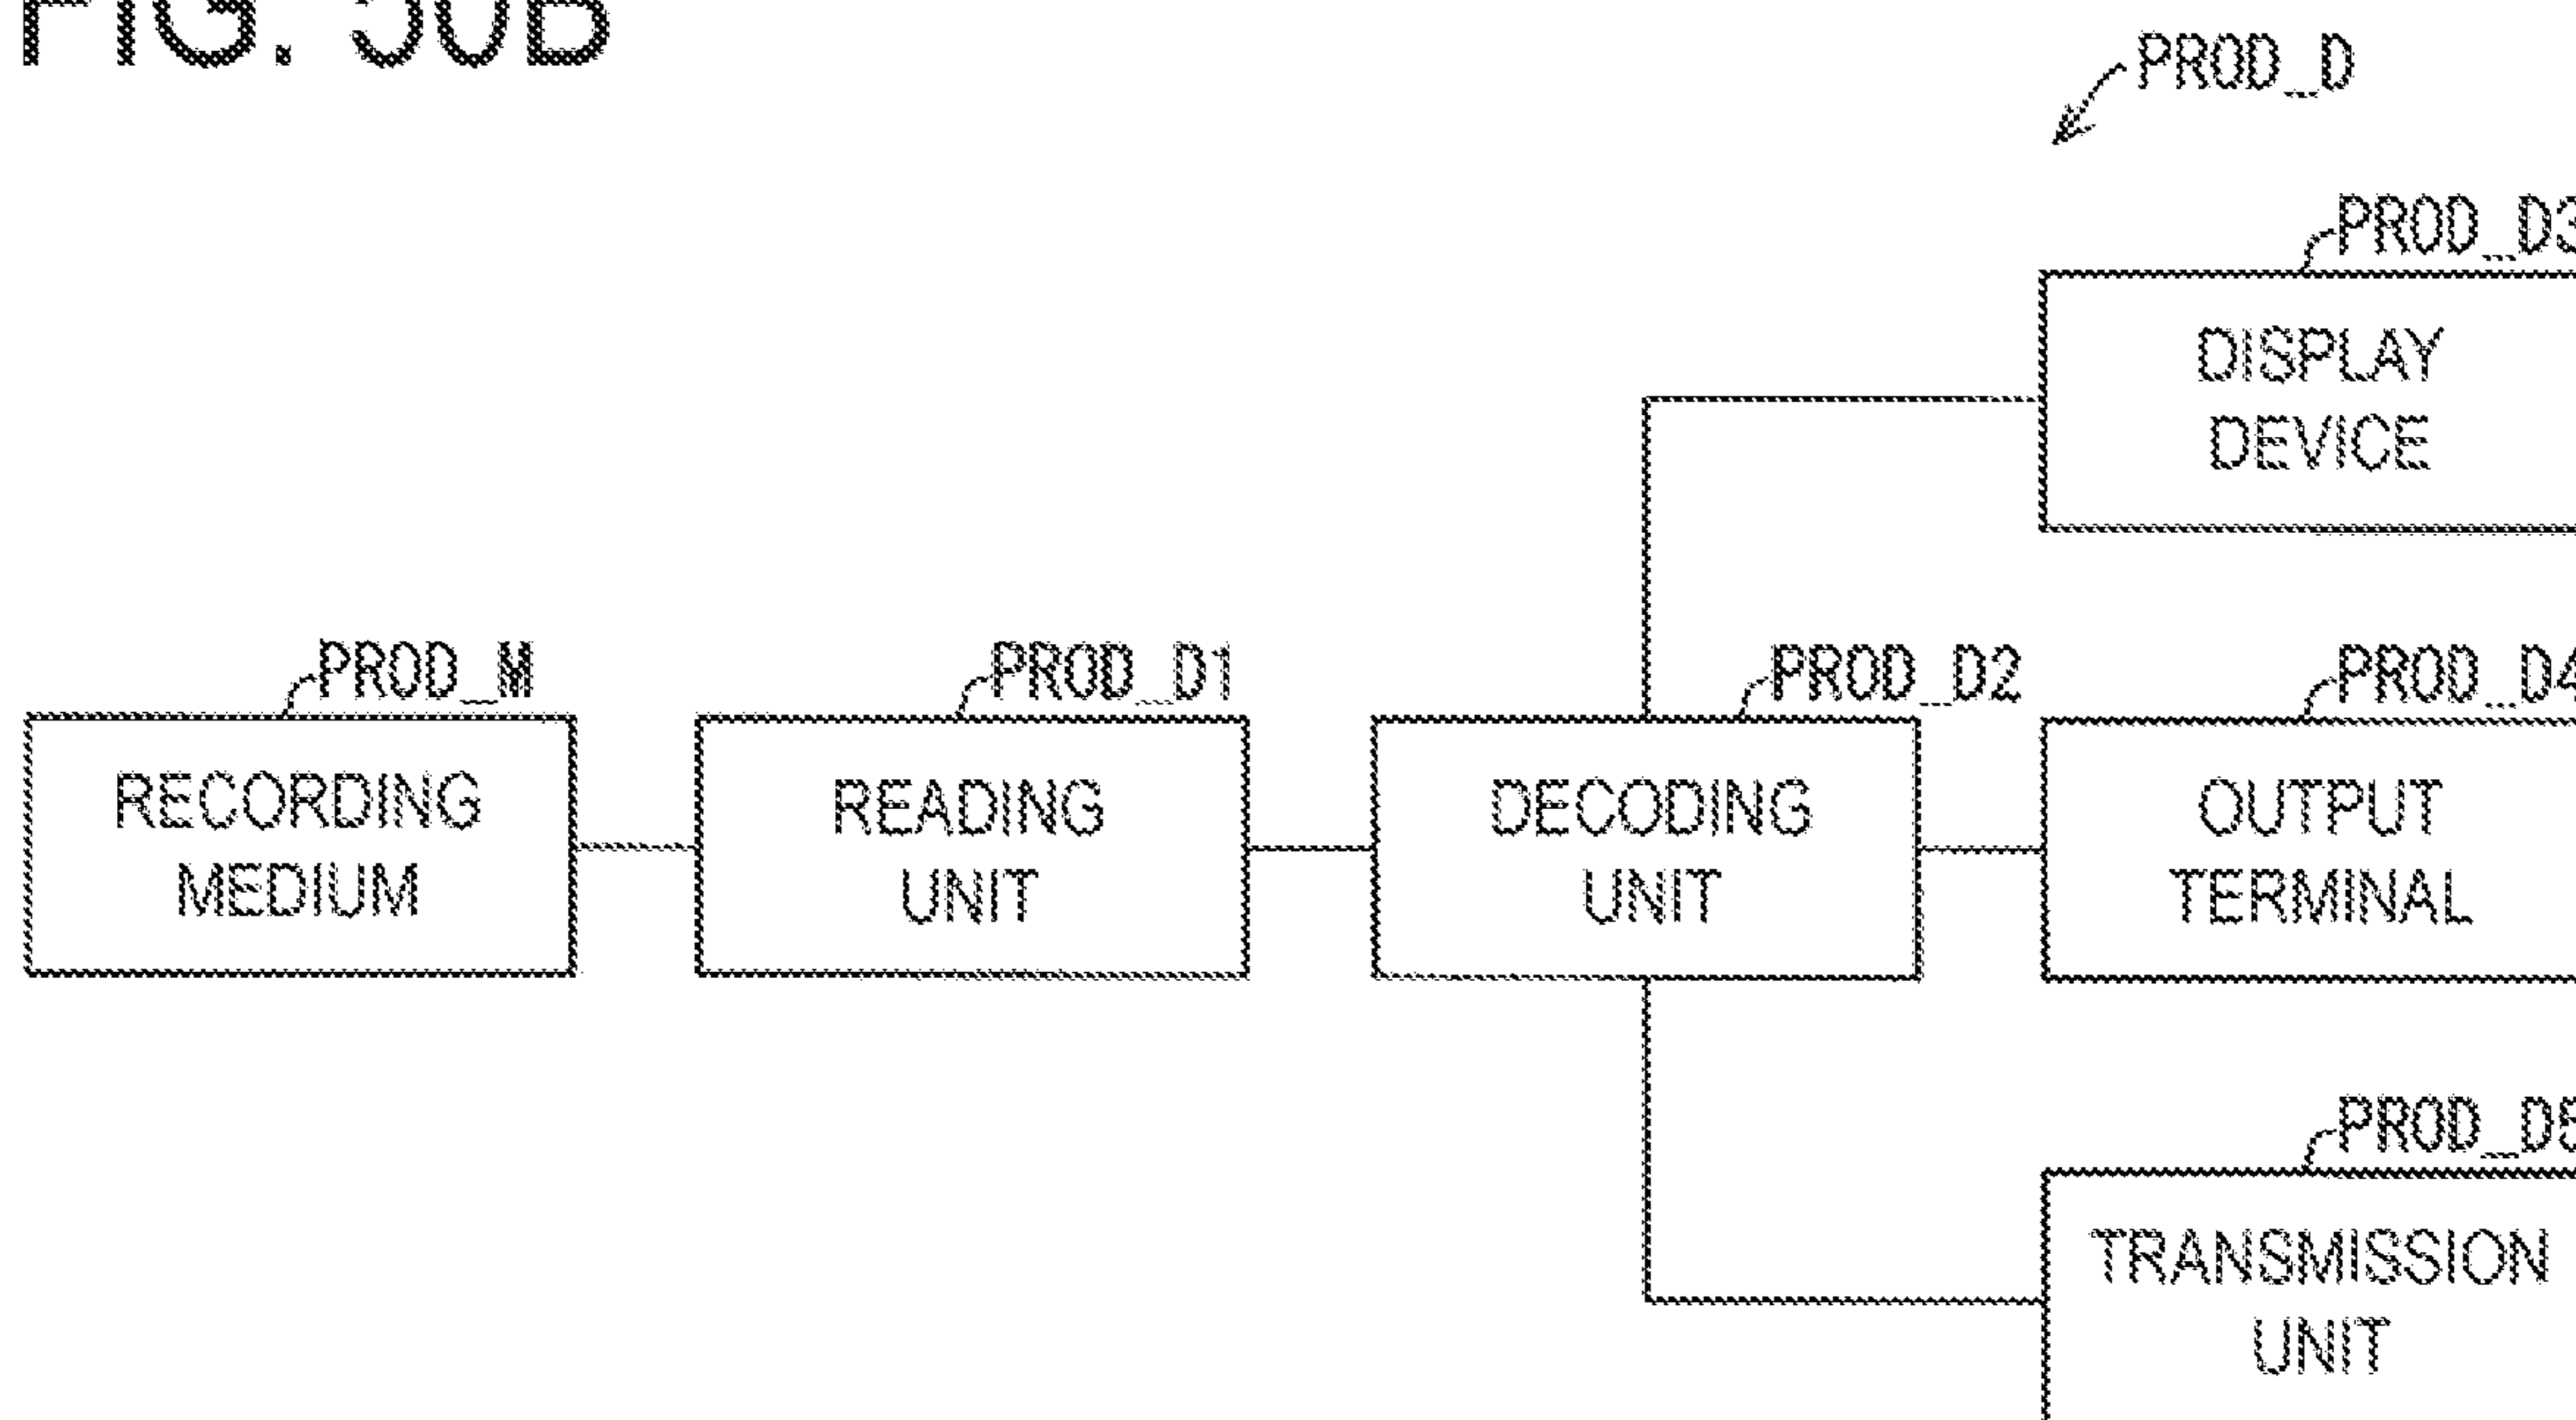 FIG. 50B
PROD_D
PROD_D3
DISPLAY
DEVICE
PROD_M
PROD_D1
PROD_D2
PROD_D4
RECORDING
MEDIUM
READING
UNIT
DECODING
UNIT
OUTPUT
TERMINAL
PROD_D5
TRANSMISSION
UNIT